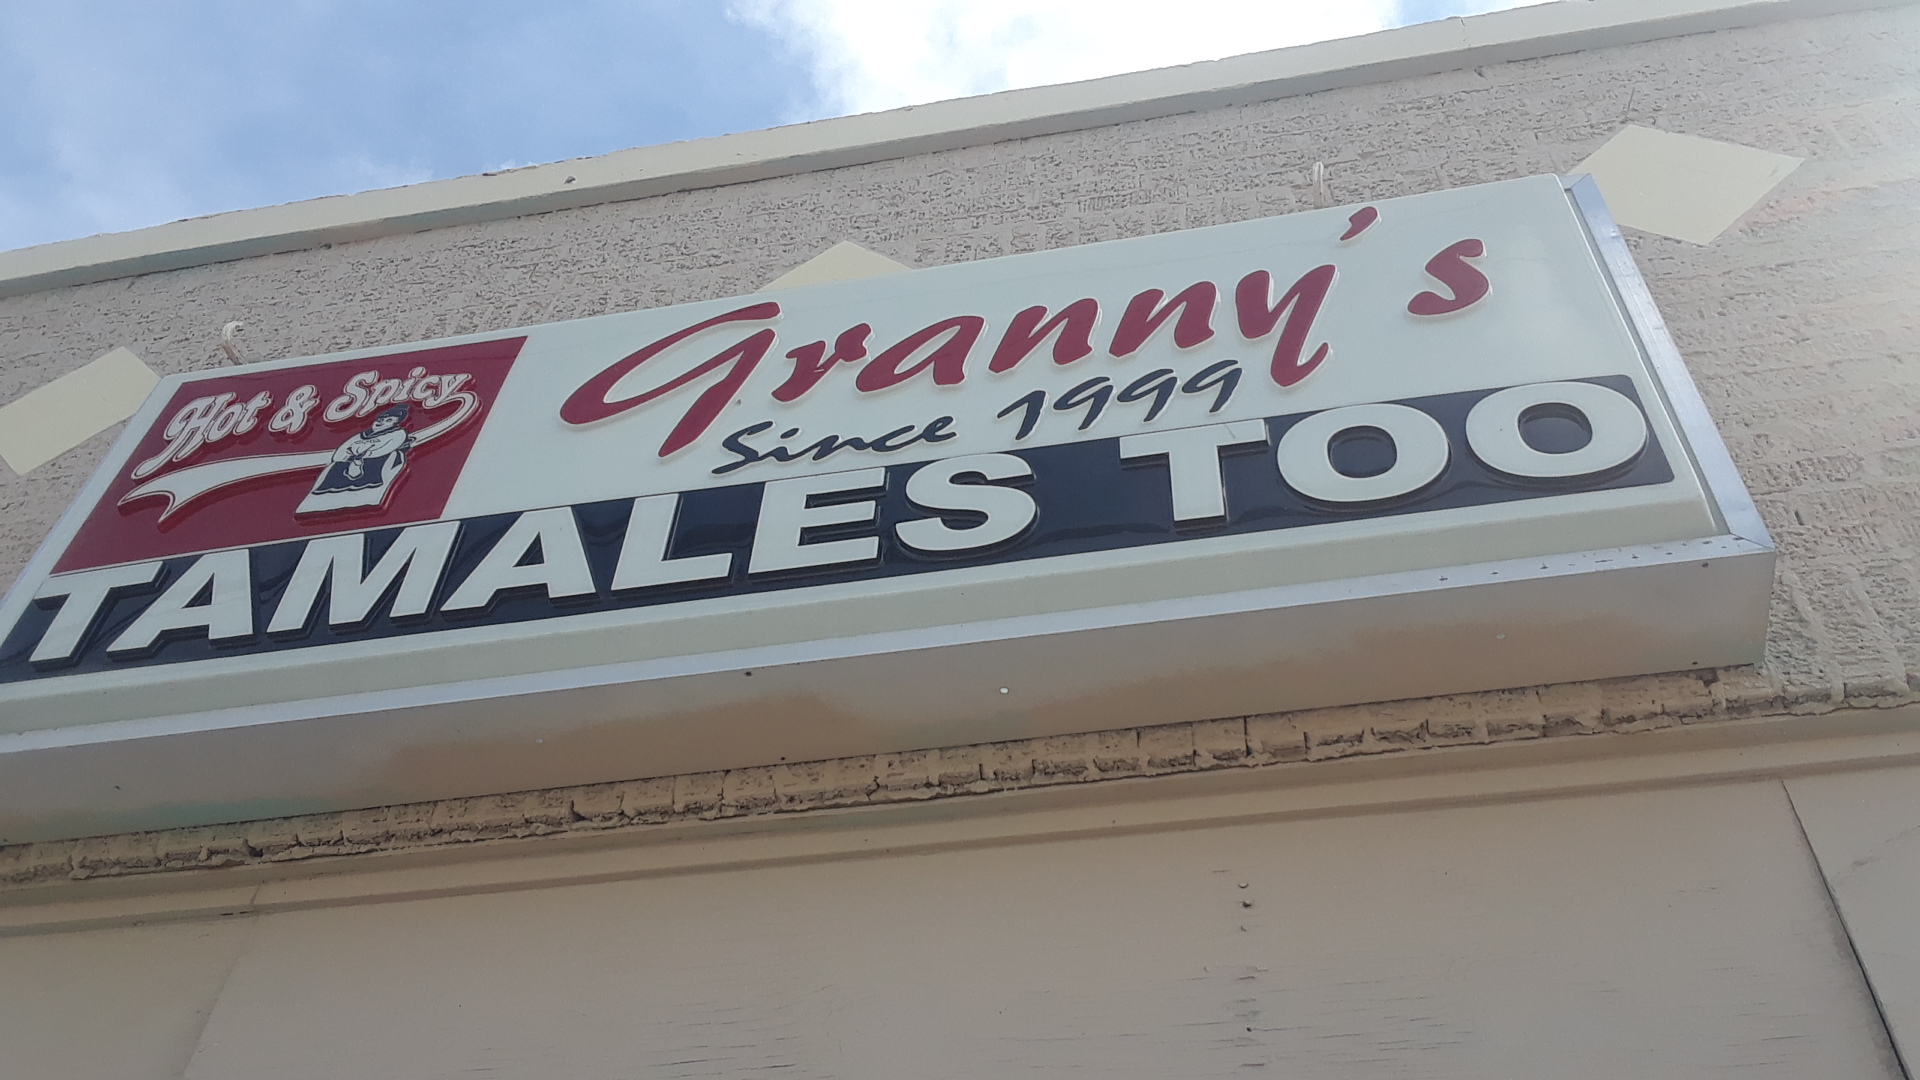 Hot & Spicy
Granny's
Since 1999
TAMALES TOO